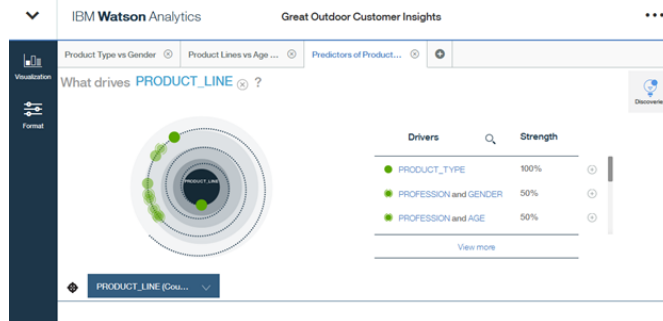 IBM Watson Analytics
Great Outdoor Customer Insights
Product Type vs Gender
Product Lines vs Age ...
Predictors of Product...
Visualization
Format
What drives PRODUCT_LINE ?
Discoveries
PRODUCT_LINE
Drivers
Strength
PRODUCT_TYPE 100%
PROFESSION and GENDER 50%
PROFESSION and AGE 50%
View more
PRODUCT_LINE (Cou...